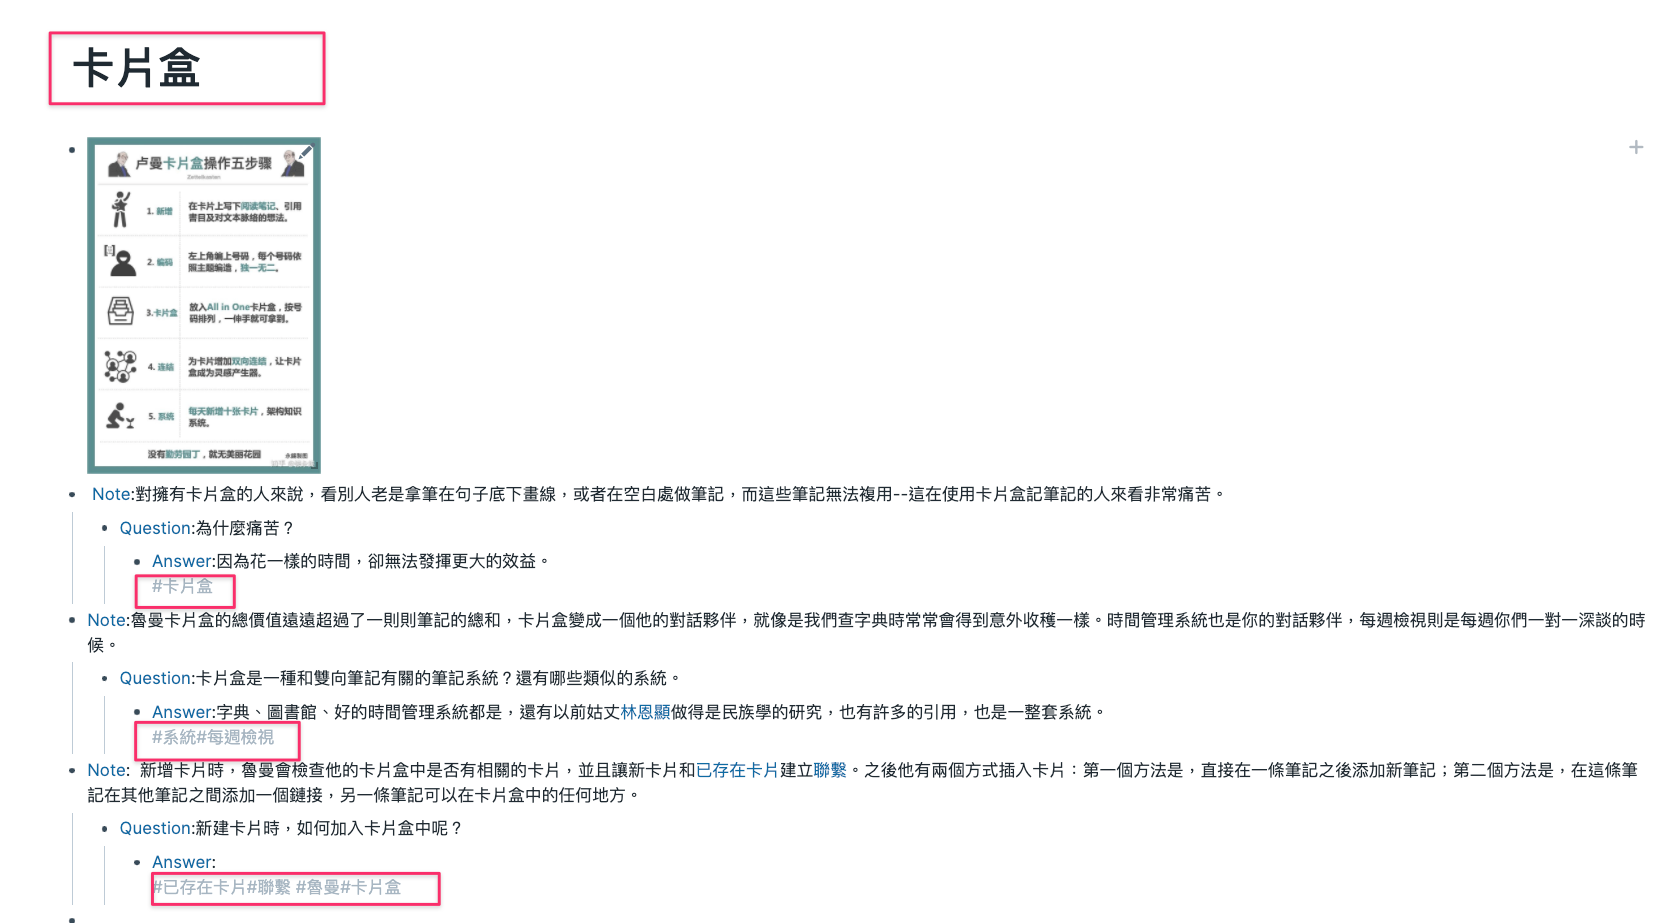 卡片盒
卢曼卡片盒操作五步骤
Zettelkasten
1. 新增
在卡片上写下阅读笔记、引用
書目及对文本脉络的想法。
2. 编码
左上角编上号码，每个号码依
照主题编造，独一无二。
3.卡片盒
放入All in One卡片盒，按号
码排列，一伸手就可拿到。
4. 连结
为卡片增加双向连结，让卡片
盒成为灵感产生器。
5. 系统
每天新增十张卡片，架构知识
系统。
没有勤劳园丁，就无美丽花园
Note:對擁有卡片盒的人來說，看別人老是拿筆在句子底下畫線，或者在空白處做筆記，而這些筆記無法複用--這在使用卡片盒記筆記的人來看非常痛苦。
Question:為什麼痛苦？
Answer:因為花一樣的時間，卻無法發揮更大的效益。
#卡片盒
Note:魯曼卡片盒的總價值遠遠超過了一則則筆記的總和，卡片盒變成一個他的對話夥伴，就像是我們查字典時常常會得到意外收穫一樣。時間管理系統也是你的對話夥伴，每週檢視則是每週你們一對一深談的時
候。
Question:卡片盒是一種和雙向筆記有關的筆記系統？還有哪些類似的系統。
Answer:字典、圖書館、好的時間管理系統都是，還有以前姑丈林恩顯做得是民族學的研究，也有許多的引用，也是一整套系統。
#系統#每週檢視
Note: 新增卡片時，魯曼會檢查他的卡片盒中是否有相關的卡片，並且讓新卡片和已存在卡片建立聯繫。之後他有兩個方式插入卡片：第一個方法是，直接在一條筆記之後添加新筆記；第二個方法是，在這條筆
記在其他筆記之間添加一個鏈接，另一條筆記可以在卡片盒中的任何地方。
Question:新建卡片時，如何加入卡片盒中呢？
Answer:
#已存在卡片#聯繫 #魯曼#卡片盒